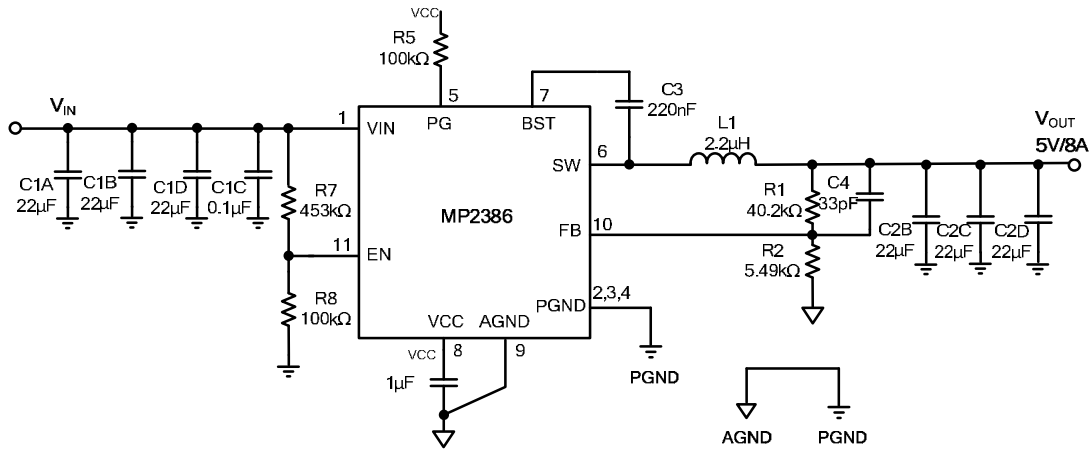 VCC
R5
100kΩ
5
7
C3
220nF
V_IN
1
VIN
PG
BST
6
SW
L1
2.2µH
V_OUT
5V/8A
C1A
22µF
C1B
22µF
C1D
22µF
C1C
0.1µF
R7
453kΩ
MP2386
R1
40.2kΩ
C4
33pF
FB
10
C2B
22µF
C2C
22µF
C2D
22µF
11
EN
R2
5.49kΩ
R8
100kΩ
PGND
2,3,4
VCC
AGND
VCC
8
9
1µF
PGND
AGND
PGND